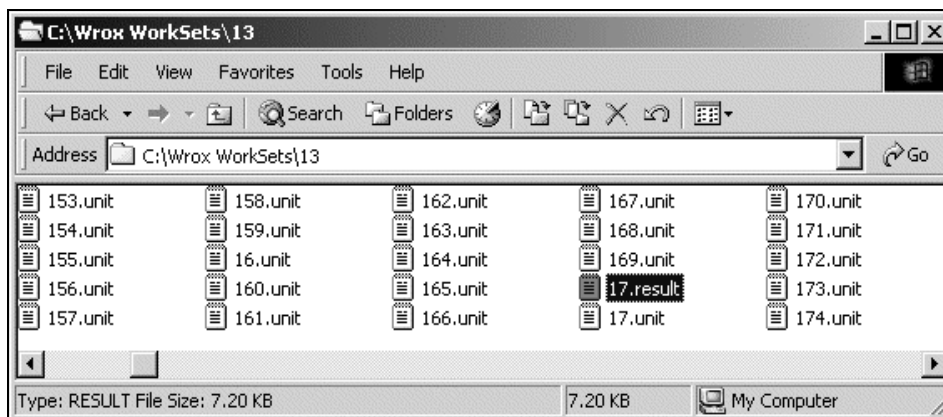 C:\Wrox WorkSets\13
File Edit View Favorites Tools Help
Back Search Folders
Address C:\Wrox WorkSets\13 Go
153.unit 158.unit 162.unit 167.unit 170.unit
154.unit 159.unit 163.unit 168.unit 171.unit
155.unit 16.unit 164.unit 169.unit 172.unit
156.unit 160.unit 165.unit 17.result 173.unit
157.unit 161.unit 166.unit 17.unit 174.unit
Type: RESULT File Size: 7.20 KB 7.20 KB My Computer